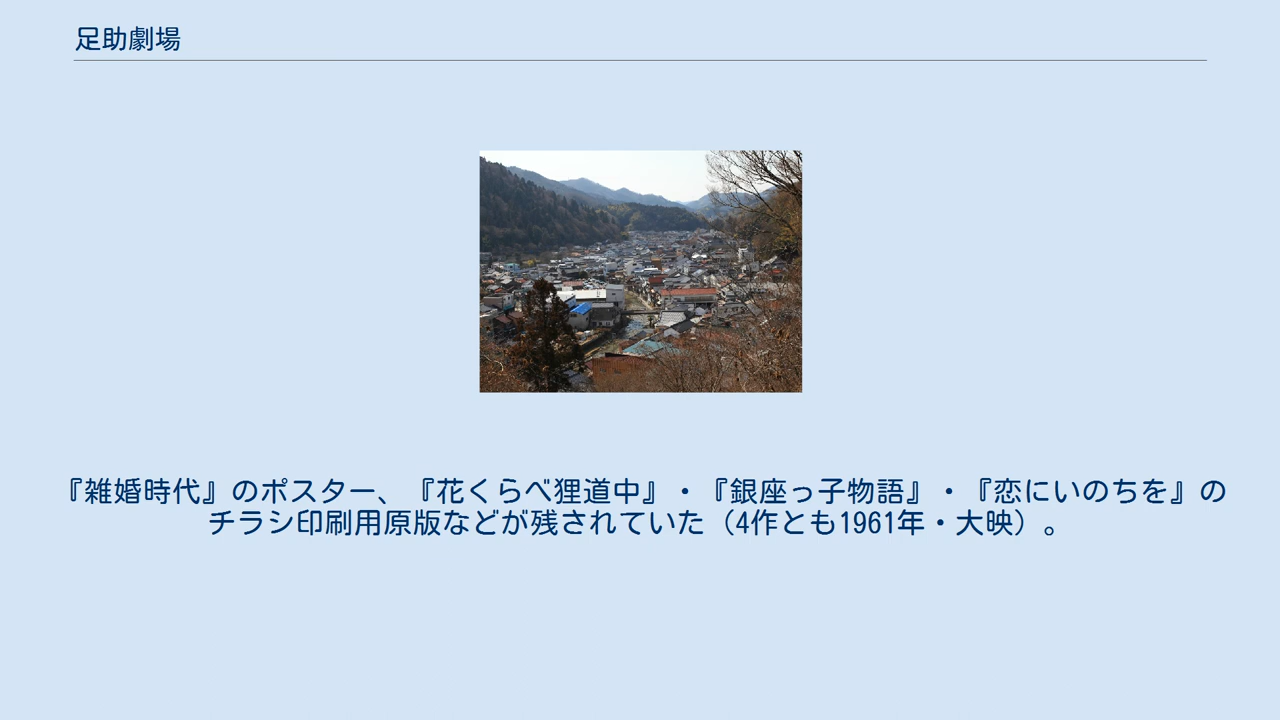 足助劇場
『雑婚時代』のポスター、『花くらべ狸道中』・『銀座っ子物語』・『恋にいのちを』の
チラシ印刷用原版などが残されていた（4作とも1961年・大映）。